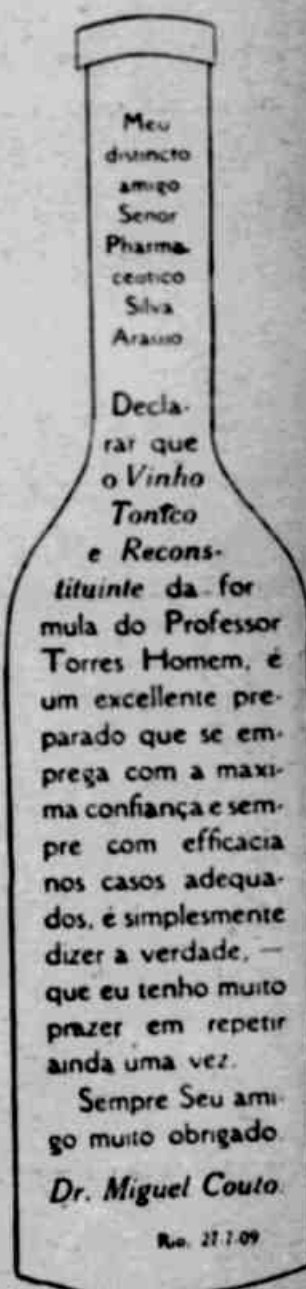 Meu
distincto
amigo
Senor
Pharma-
ceutico
Silva
Araujo
Decla-
rar que
o Vinho
Tonico
e Recons-
tituinte da for
mula do Professor
Torres Homem, é
um excellente pre-
parado que se em-
prega com a maxi-
ma confiança e sem-
pre com efficacia
nos casos adequa-
dos, é simplesmente
dizer a verdade, —
que eu tenho muito
prazer em repetir
ainda uma vez.
Sempre Seu ami-
go muito obrigado
Dr. Miguel Couto
Rio, 27-7-09